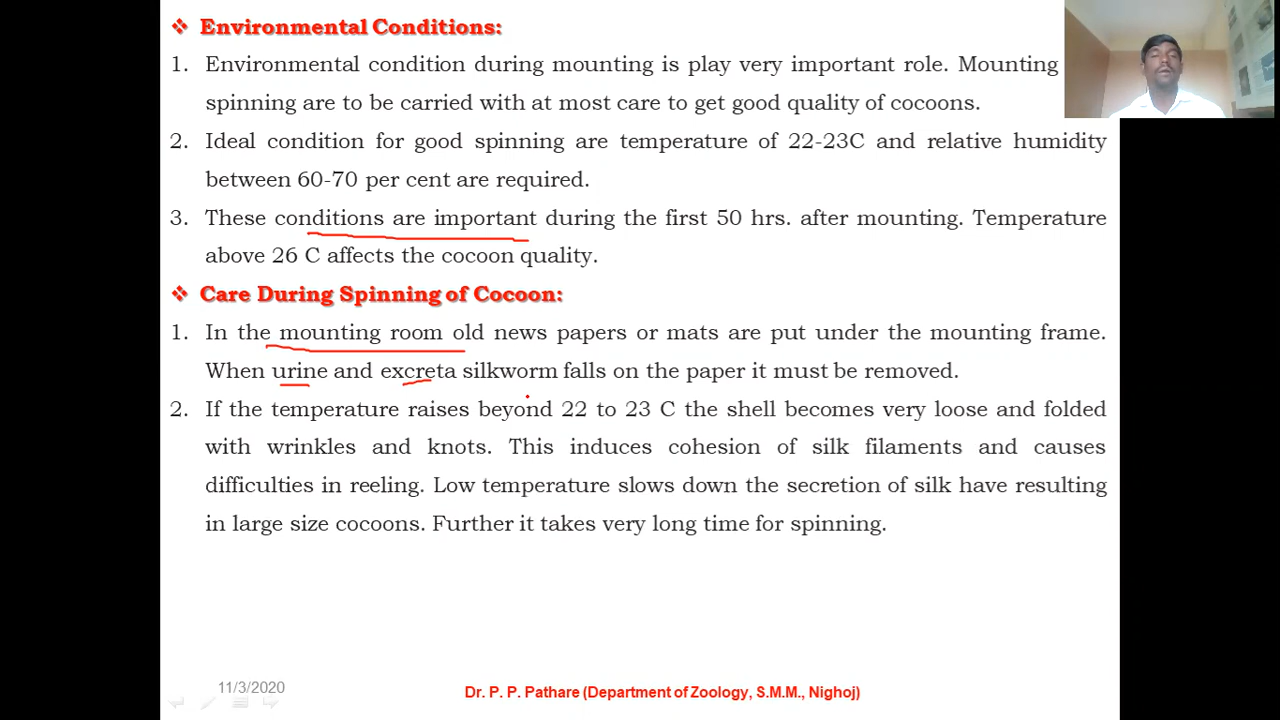 ❖ Environmental Conditions:
1. Environmental condition during mounting is play very important role. Mounting
spinning are to be carried with at most care to get good quality of cocoons.
2. Ideal condition for good spinning are temperature of 22-23C and relative humidity
between 60-70 per cent are required.
3. These conditions are important during the first 50 hrs. after mounting. Temperature
above 26 C affects the cocoon quality.
❖ Care During Spinning of Cocoon:
1. In the mounting room old news papers or mats are put under the mounting frame.
When urine and excreta silkworm falls on the paper it must be removed.
2. If the temperature raises beyond 22 to 23 C the shell becomes very loose and folded
with wrinkles and knots. This induces cohesion of silk filaments and causes
difficulties in reeling. Low temperature slows down the secretion of silk have resulting
in large size cocoons. Further it takes very long time for spinning.
11/3/2020
Dr. P. P. Pathare (Department of Zoology, S.M.M., Nighoj)